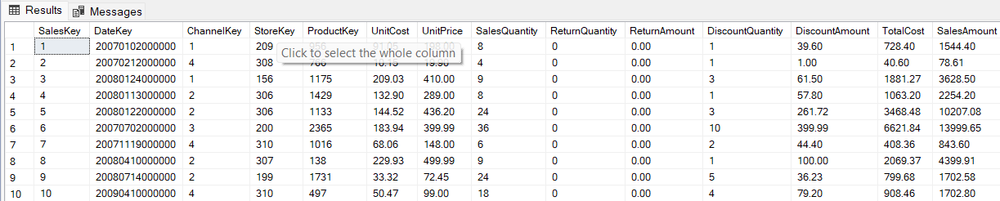 Results Messages
SalesKey DateKey ChannelKey StoreKey ProductKey UnitCost UnitPrice SalesQuantity ReturnQuantity ReturnAmount DiscountQuantity DiscountAmount TotalCost SalesAmount
1 1 20070102000000 1 209 956 91.05 198.00 8 0 0.00 1 39.60 728.40 1544.40
Click to select the whole column
2 2 20070212000000 4 308 10.15 19.90 4 0 0.00 1 1.00 40.60 78.61
3 3 20080124000000 1 156 1175 209.03 410.00 9 0 0.00 3 61.50 1881.27 3628.50
4 4 20080113000000 2 306 1429 132.90 289.00 8 0 0.00 1 57.80 1063.20 2254.20
5 5 20080122000000 2 306 1133 144.52 436.20 24 0 0.00 3 261.72 3468.48 10207.08
6 6 20070702000000 3 200 2365 183.94 399.99 36 0 0.00 10 399.99 6621.84 13999.65
7 7 20071119000000 4 310 1016 68.06 148.00 6 0 0.00 2 44.40 408.36 843.60
8 8 20080410000000 2 307 138 229.93 499.99 9 0 0.00 1 100.00 2069.37 4399.91
9 9 20080714000000 2 199 1731 33.32 72.45 24 0 0.00 5 36.23 799.68 1702.58
10 10 20090410000000 4 310 497 50.47 99.00 18 0 0.00 4 79.20 908.46 1702.80